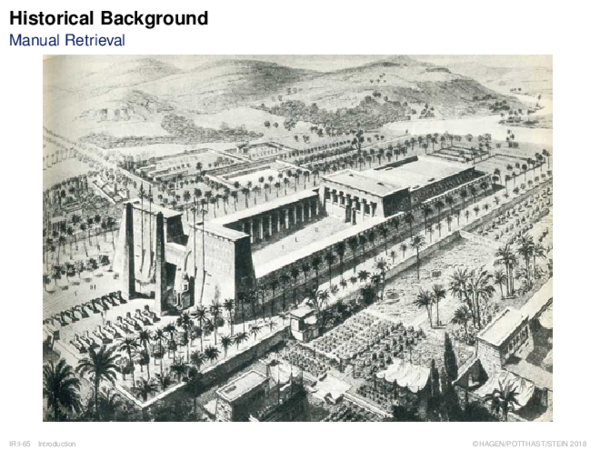 Historical Background
Manual Retrieval
IR:I-65 Introduction
©HAGEN/POTTHAST/STEIN 2018